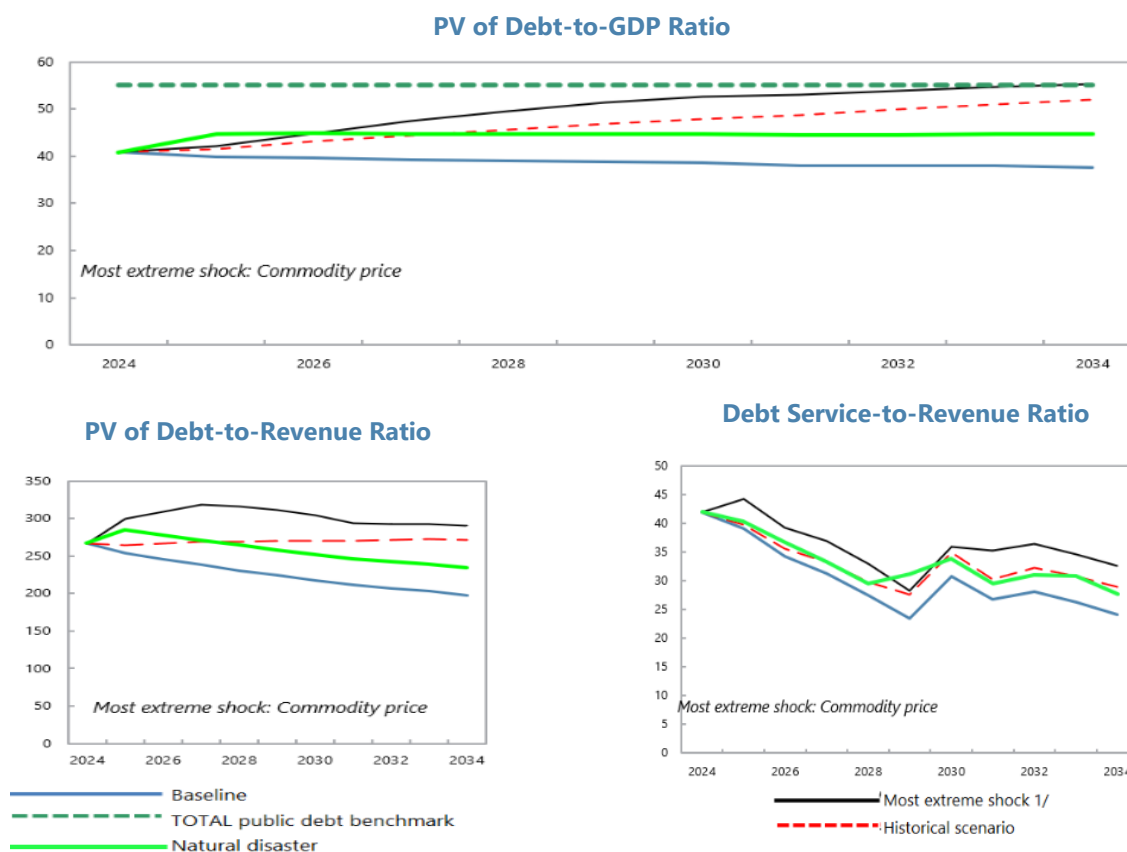 PV of Debt-to-GDP Ratio
60
50
40
30
20
10
0
Most extreme shock: Commodity price
2024 2026 2028 2030 2032 2034
PV of Debt-to-Revenue Ratio
350
300
250
200
150
100
50
0
Most extreme shock: Commodity price
2024 2026 2028 2030 2032 2034
Debt Service-to-Revenue Ratio
50
45
40
35
30
25
20
15
10
5
0
Most extreme shock: Commodity price
2024 2026 2028 2030 2032 2034
Baseline
TOTAL public debt benchmark
Natural disaster
Most extreme shock 1/
Historical scenario